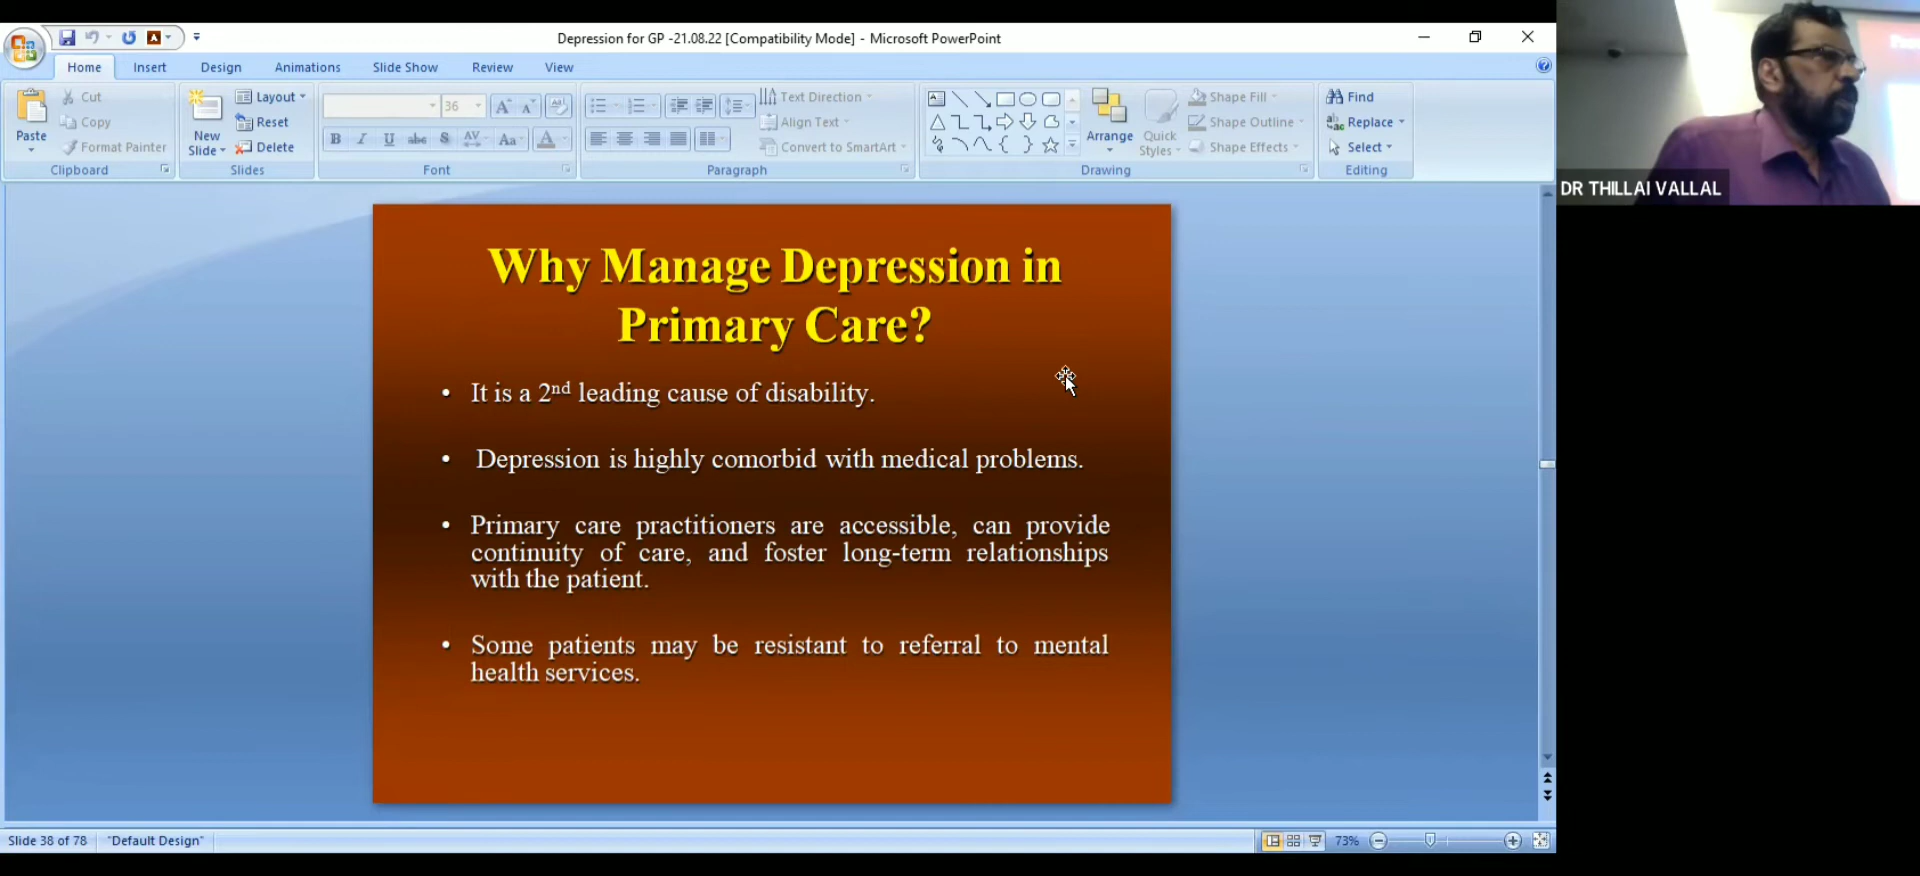 Depression for GP -21.08.22 [Compatibility Mode] - Microsoft PowerPoint
Home Insert Design Animations Slide Show Review View
Paste
Cut
Copy
Format Painter
Clipboard
New
Slide
Layout
Reset
Delete
Slides
36
B I U abc S AV Aa A
Font
Text Direction
Align Text
Convert to SmartArt
Paragraph
Arrange
Quick
Styles
Shape Fill
Shape Outline
Shape Effects
Drawing
Find
Replace
Select
Editing
DR THILLAI VALLAL
Why Manage Depression in
Primary Care?
• It is a 2nd leading cause of disability.
• Depression is highly comorbid with medical problems.
• Primary care practitioners are accessible, can provide
continuity of care, and foster long-term relationships
with the patient.
• Some patients may be resistant to referral to mental
health services.
Slide 38 of 78 "Default Design" 73%